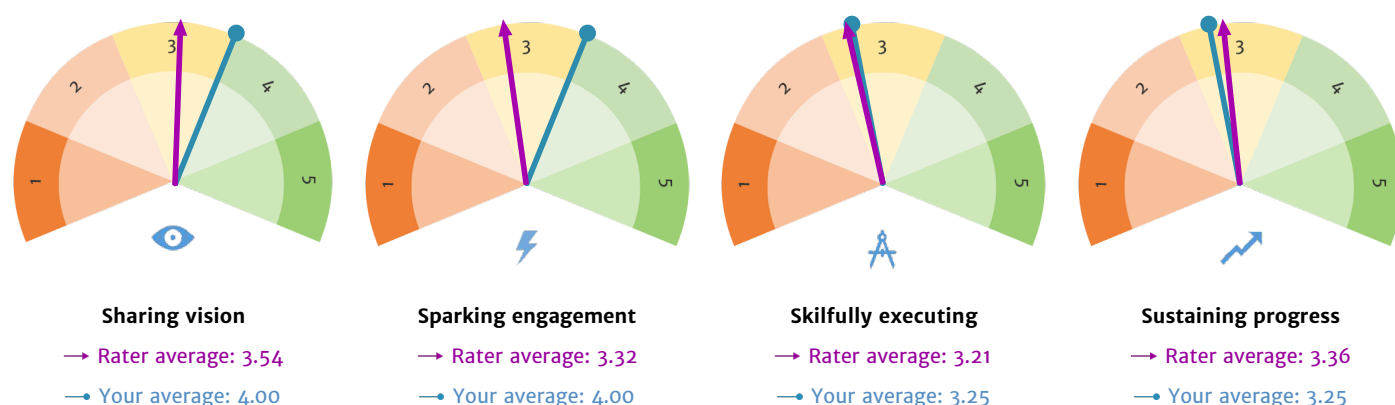 1
2
3
4
5
Sharing vision
Rater average: 3.54
Your average: 4.00
1
2
3
4
5
Sparking engagement
Rater average: 3.32
Your average: 4.00
1
2
3
4
5
Skilfully executing
Rater average: 3.21
Your average: 3.25
1
2
3
4
5
Sustaining progress
Rater average: 3.36
Your average: 3.25